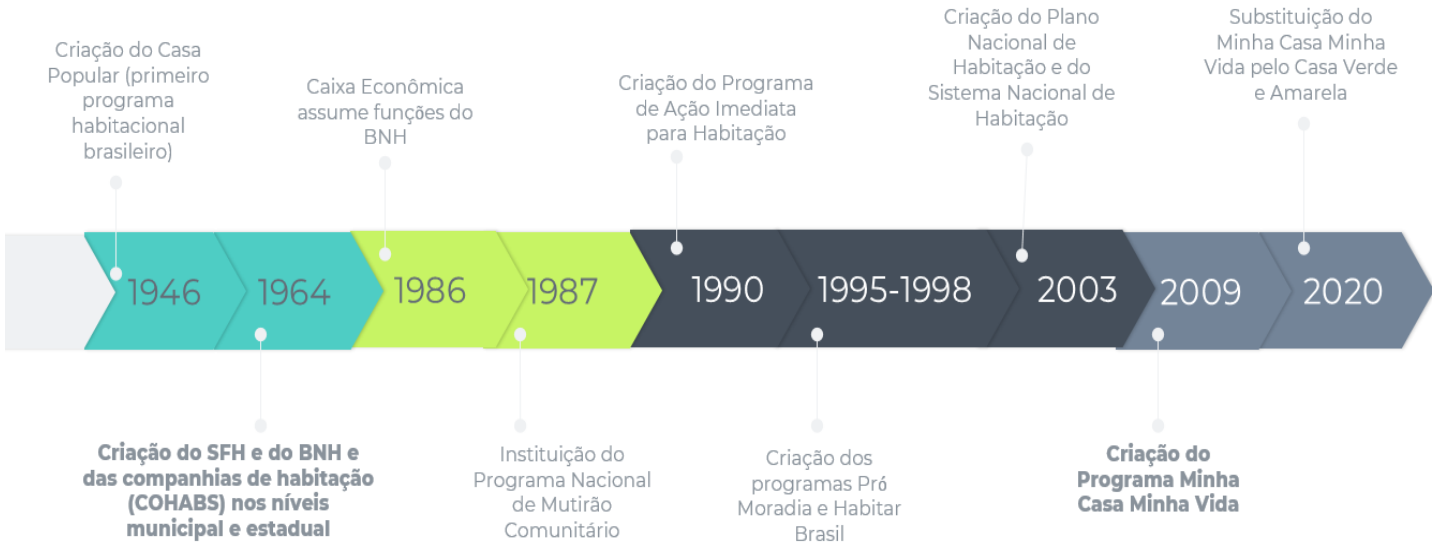 Criação do Casa
Popular (primeiro
programa
habitacional
brasileiro)
Caixa Econômica
assume funções do
BNH
Criação do Programa
de Ação Imediata
para Habitação
Criação do Plano
Nacional de
Habitação e do
Sistema Nacional de
Habitação
Substituição do
Minha Casa Minha
Vida pelo Casa Verde
e Amarela
1946
1964
1986
1987
1990
1995-1998
2003
2009
2020
Criação do SFH e do BNH e
das companhias de habitação
(COHABS) nos níveis
municipal e estadual
Instituição do
Programa Nacional
de Mutirão
Comunitário
Criação dos
programas Pró
Moradia e Habitar
Brasil
Criação do
Programa Minha
Casa Minha Vida